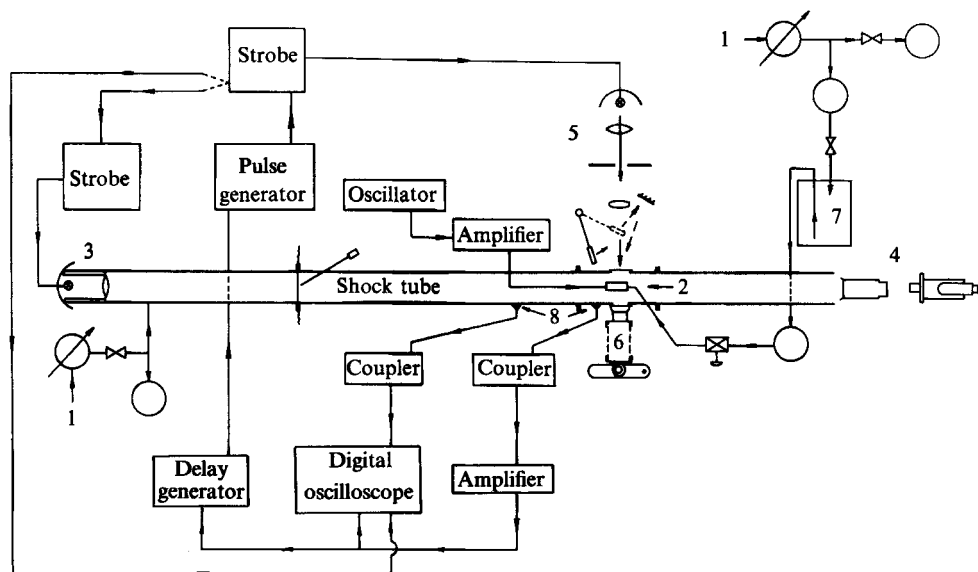 Strobe
1
5
Pulse
generator
Strobe
Oscillator
7
Amplifier
3
4
Shock tube
2
8
6
Coupler
Coupler
1
Delay
generator
Digital
oscilloscope
Amplifier